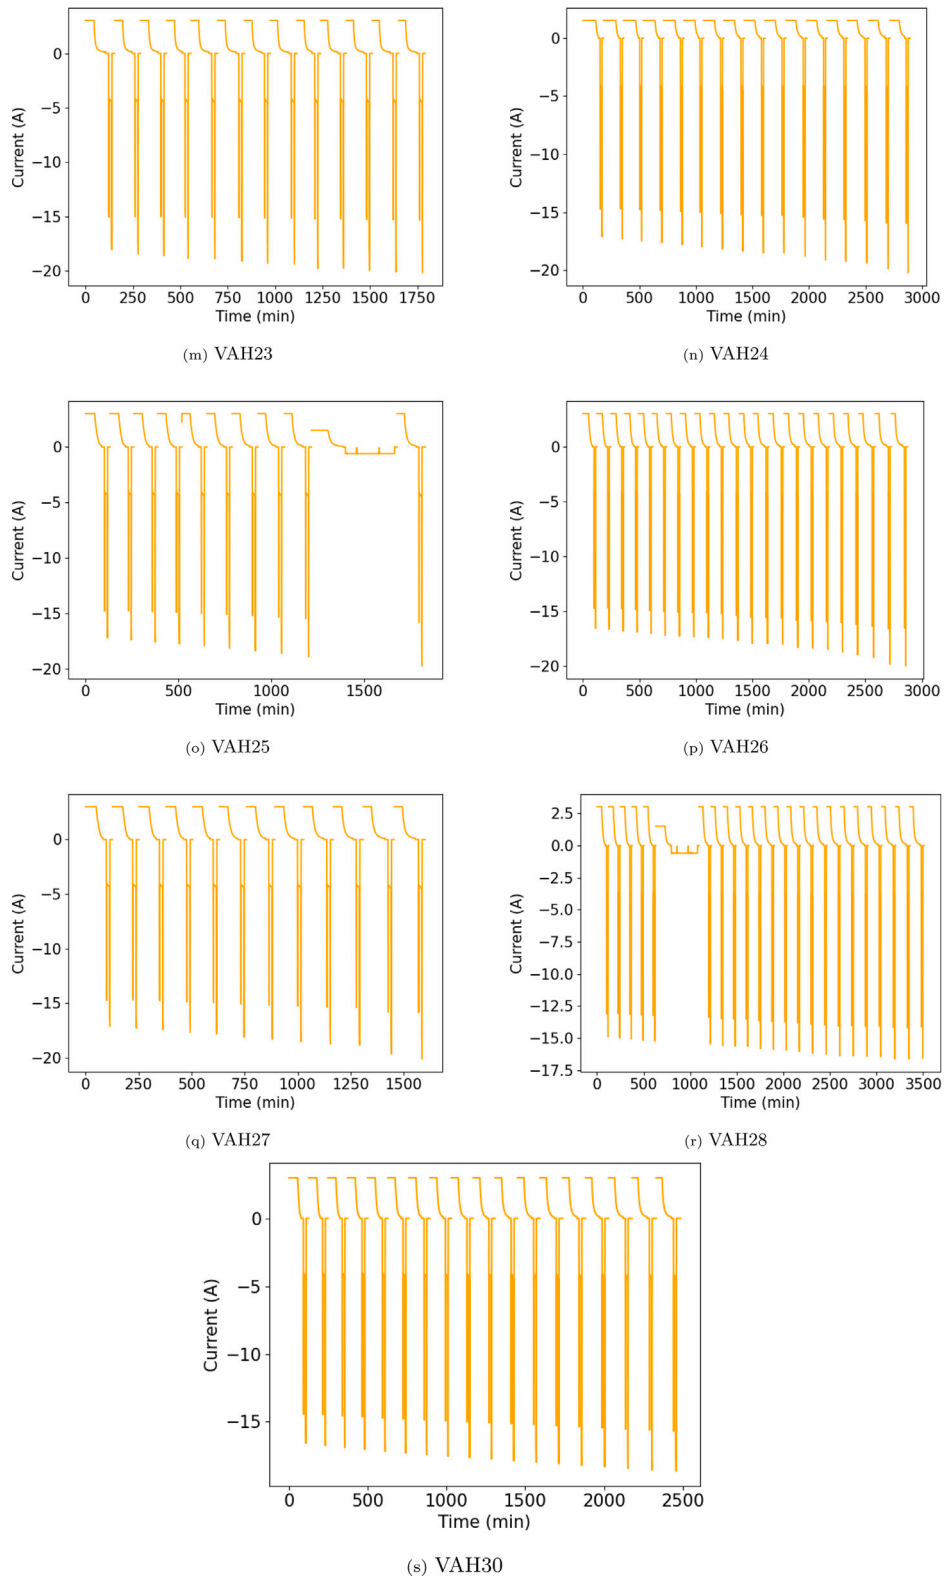 0
−5
−10
−15
−20
Current (A)
0 250 500 750 1000 1250 1500 1750
Time (min)
(m) VAH23
0
−5
−10
−15
−20
Current (A)
0 500 1000 1500 2000 2500 3000
Time (min)
(n) VAH24
0
−5
−10
−15
−20
Current (A)
0 500 1000 1500
Time (min)
(o) VAH25
0
−5
−10
−15
−20
Current (A)
0 500 1000 1500 2000 2500 3000
Time (min)
(p) VAH26
0
−5
−10
−15
−20
Current (A)
0 250 500 750 1000 1250 1500
Time (min)
(q) VAH27
2.5
0.0
−2.5
−5.0
−7.5
−10.0
−12.5
−15.0
−17.5
Current (A)
0 500 1000 1500 2000 2500 3000 3500
Time (min)
(r) VAH28
0
−5
−10
−15
Current (A)
0 500 1000 1500 2000 2500
Time (min)
(s) VAH30